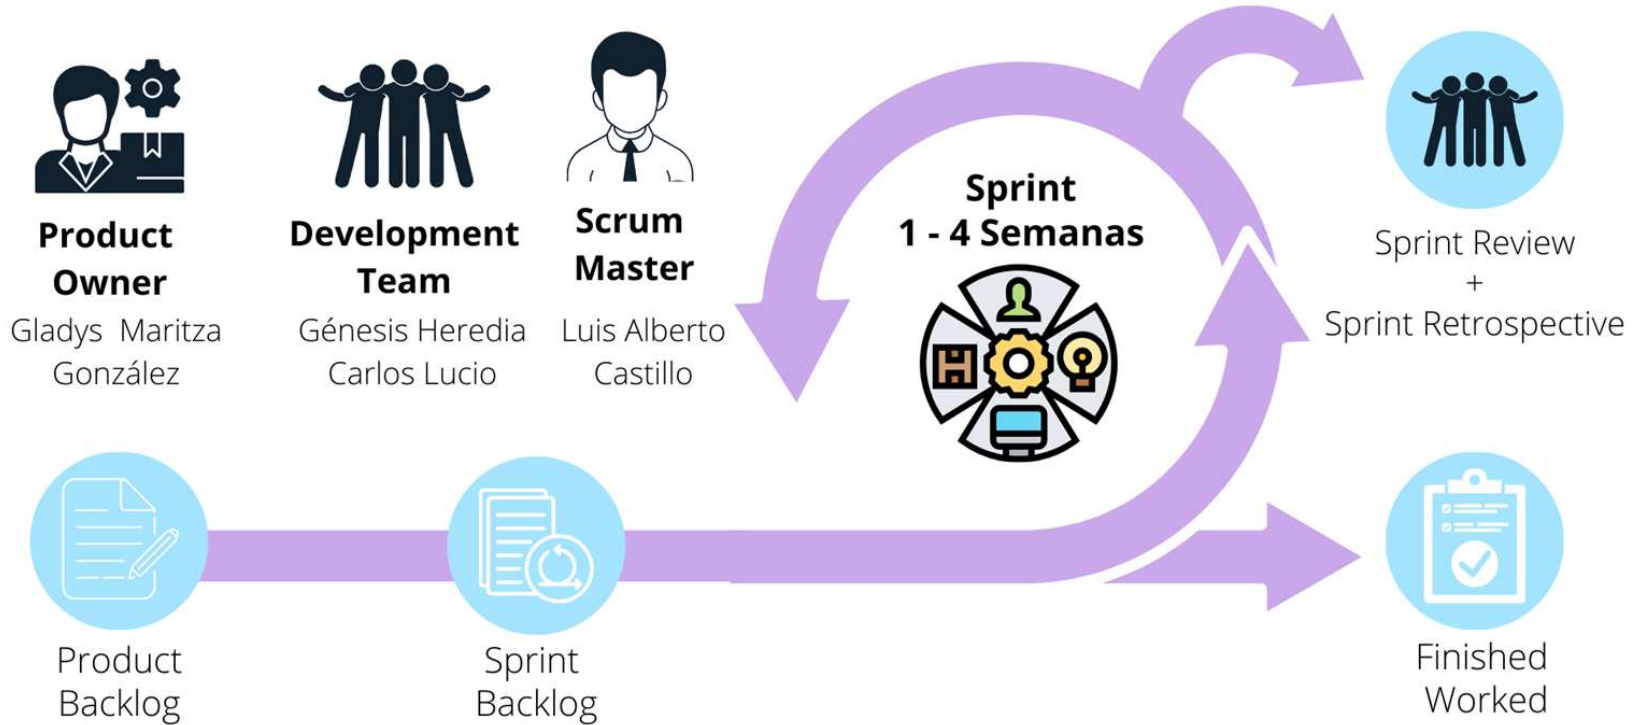 Product
Owner
Gladys Maritza
González
Development
Team
Génesis Heredia
Carlos Lucio
Scrum
Master
Luis Alberto
Castillo
Sprint
1 - 4 Semanas
Sprint Review
+
Sprint Retrospective
Product
Backlog
Sprint
Backlog
Finished
Worked